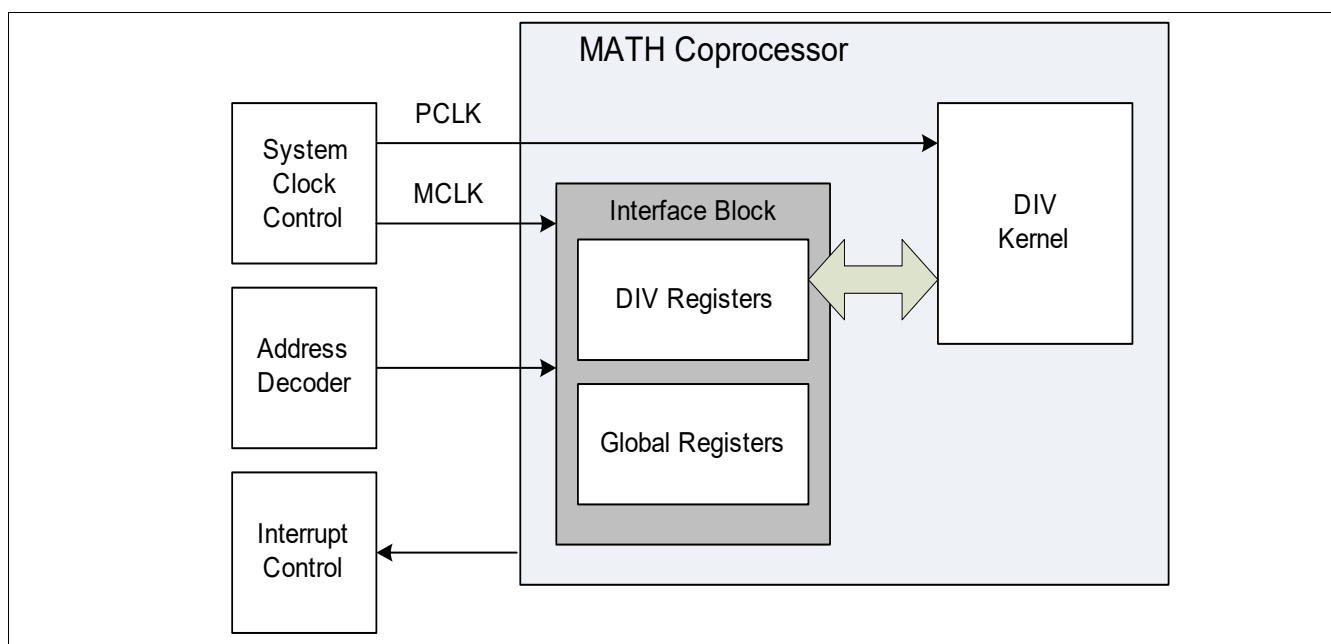 MATH Coprocessor
PCLK
System
Clock
Control
MCLK
Interface Block
DIV
Kernel
DIV Registers
Address
Decoder
Global Registers
Interrupt
Control